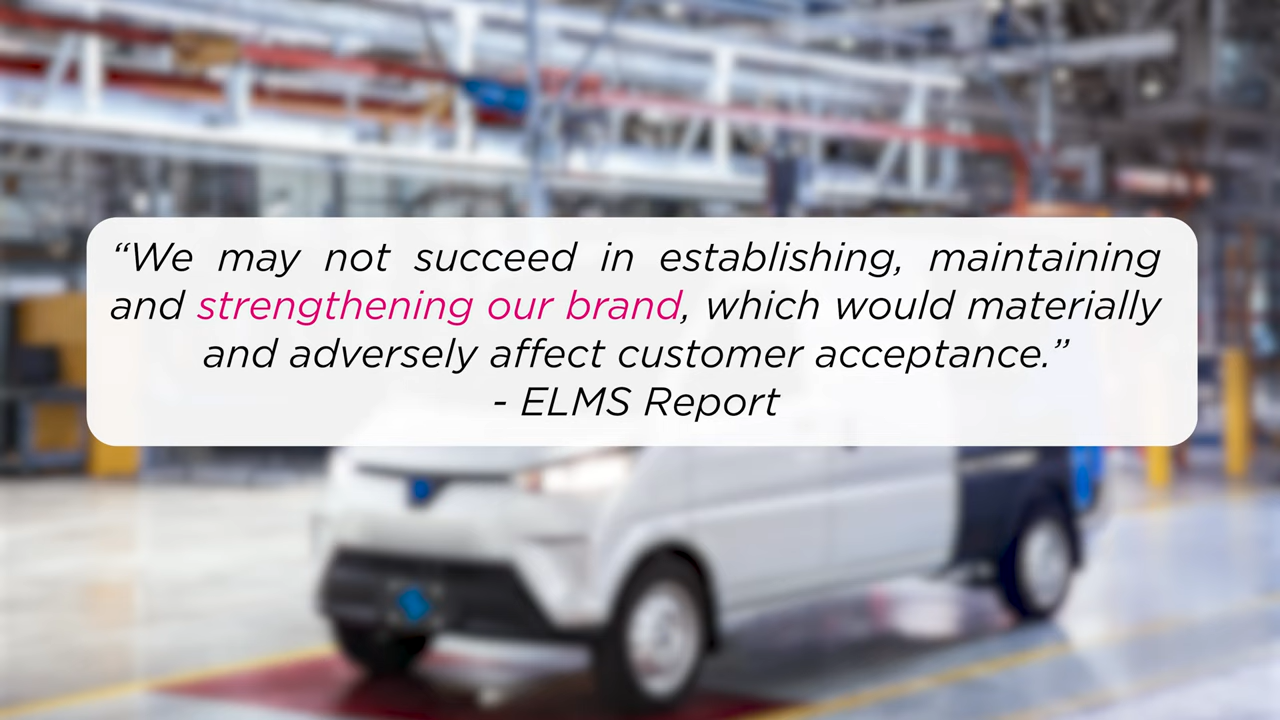 “We may not succeed in establishing, maintaining
and strengthening our brand, which would materially
and adversely affect customer acceptance.”
- ELMS Report